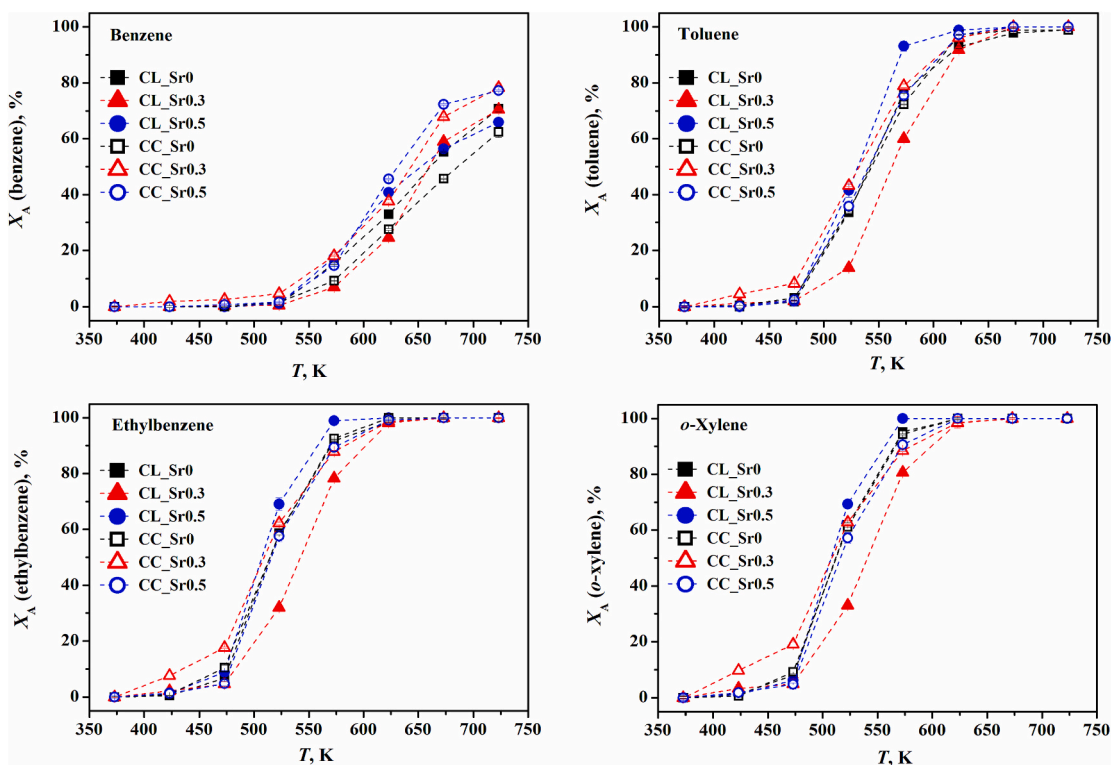 Benzene
CL_Sr0
CL_Sr0.3
CL_Sr0.5
CC_Sr0
CC_Sr0.3
CC_Sr0.5
X_A (benzene), %
100
80
60
40
20
0
350 400 450 500 550 600 650 700 750
T, K
Toluene
CL_Sr0
CL_Sr0.3
CL_Sr0.5
CC_Sr0
CC_Sr0.3
CC_Sr0.5
X_A (toluene), %
100
80
60
40
20
0
350 400 450 500 550 600 650 700 750
T, K
Ethylbenzene
CL_Sr0
CL_Sr0.3
CL_Sr0.5
CC_Sr0
CC_Sr0.3
CC_Sr0.5
X_A (ethylbenzene), %
100
80
60
40
20
0
350 400 450 500 550 600 650 700 750
T, K
o-Xylene
CL_Sr0
CL_Sr0.3
CL_Sr0.5
CC_Sr0
CC_Sr0.3
CC_Sr0.5
X_A (o-xylene), %
100
80
60
40
20
0
350 400 450 500 550 600 650 700 750
T, K